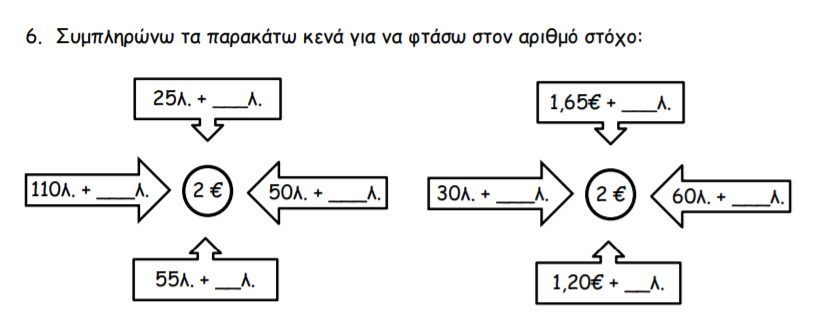 6. Συμπληρώνω τα παρακάτω κενά για να φτάσω στον αριθμό στόχο:
25λ. + ____λ.
110λ. + ____λ.
2 €
50λ. + ____λ.
55λ. + ___λ.
1,65€ + ____λ.
30λ. + ____λ.
2 €
60λ. + ____λ.
1,20€ + ___λ.